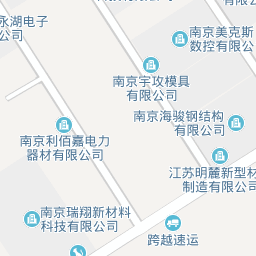 永湖电子
司
南京美克斯
数控有限公
南京宇攻模具
有限公司
南京海骏钢结构
有限公司
南京利佰嘉电力
器材有限公司
江苏明麓新型材
制造有限公司
南京瑞翔新材料
科技有限公司
跨越速运